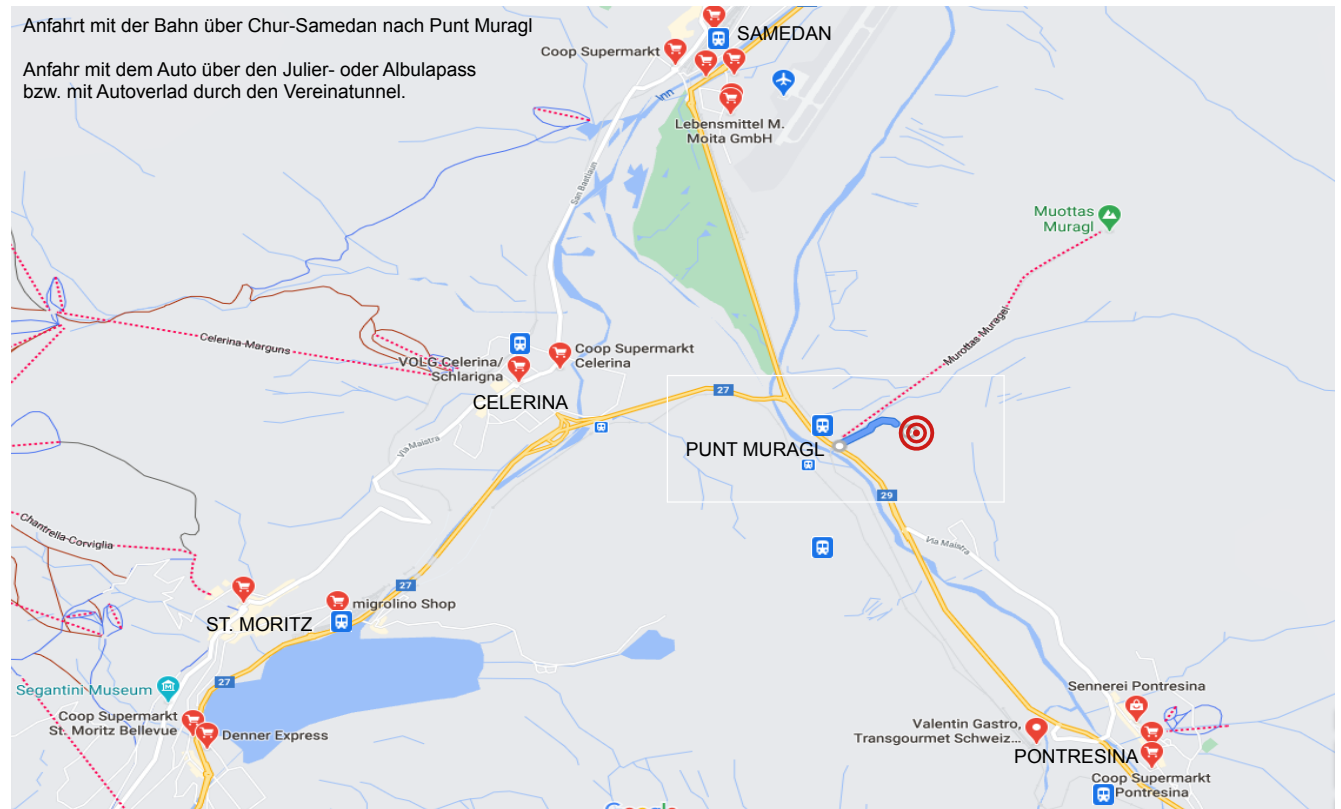 Anfahrt mit der Bahn über Chur-Samedan nach Punt Muragl
Anfahr mit dem Auto über den Julier- oder Albulapass
bzw. mit Autoverlad durch den Vereinatunnel.
SAMEDAN
Coop Supermarkt
Inn
Lebensmittel M.
Moita GmbH
San Bastiaun
Muottas
Muragl
Murottas Muragel
Celerina-Marguns
VOLG Celerina/
Schlarigna
Coop Supermarkt
Celerina
CELERINA
27
PUNT MURAGL
Via Maistra
29
Via Maistra
Chantrella-Corviglia
27
migrolino Shop
ST. MORITZ
27
Segantini Museum
Coop Supermarkt
St. Moritz Bellevue
Denner Express
Sennerei Pontresina
Valentin Gastro,
Transgourmet Schweiz...
PONTRESINA
Coop Supermarkt
Pontresina
Google